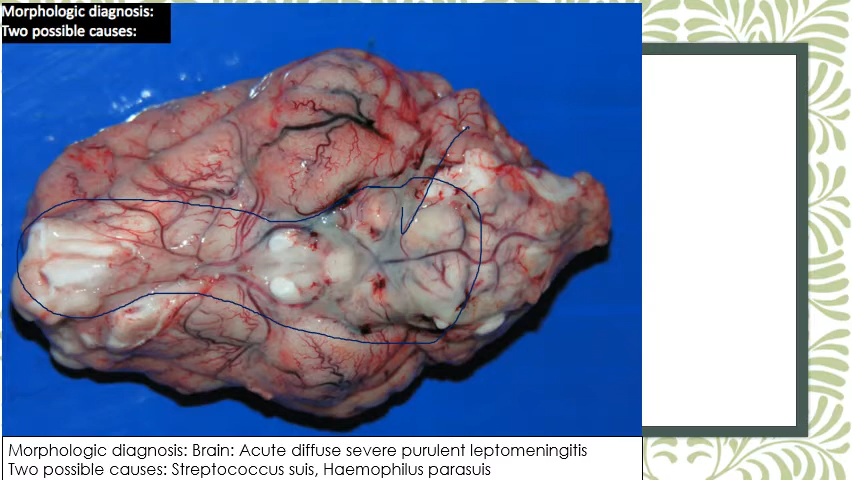 Morphologic diagnosis:
Two possible causes:
Morphologic diagnosis: Brain: Acute diffuse severe purulent leptomeningitis
Two possible causes: Streptococcus suis, Haemophilus parasuis